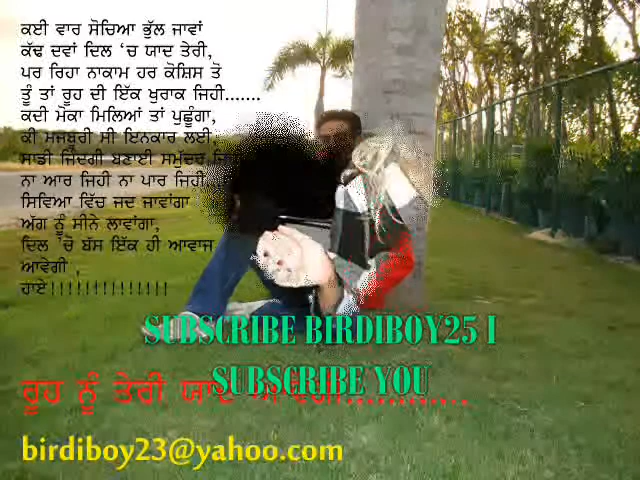 ਕਈ ਵਾਰ ਸੋਚਿਆ ਭੁੱਲ ਜਾਵਾਂ
ਕੱਢ ਦਵਾਂ ਦਿਲ ‘ਚ ਯਾਦ ਤੇਰੀ,
ਪਰ ਰਿਹਾ ਨਾਕਾਮ ਹਰ ਕੋਸ਼ਿਸ ਤੋ
ਤੂੰ ਤਾਂ ਰੂਹ ਦੀ ਇੱਕ ਖੁਰਾਕ ਜਿਹੀ.......
ਕਦੀ ਮੋਕਾ ਮਿਲਿਆਂ ਤਾਂ ਪੁਛੂੰਗਾ,
ਕੀ ਮਜਬੂਰੀ ਸੀ ਇਨਕਾਰ ਲਈ,
ਸਾਡੀ ਜਿੰਦਗੀ ਬਣਾਈ ਸਮੁੰਦਰ ਜਿਹੀ
ਨਾ ਆਰ ਜਿਹੀ ਨਾ ਪਾਰ ਜਿਹੀ,
ਸਿਵਿਆ ਵਿੱਚ ਜਦ ਜਾਵਾਂਗਾ
ਅੱਗ ਨੂੰ ਸੀਨੇ ਲਾਵਾਂਗਾ,
ਦਿਲ ‘ਚੋ ਬੱਸ ਇੱਕ ਹੀ ਆਵਾਜ
ਆਵੇਗੀ ,
ਹਾਏ!!!!!!!!!!!!!!
SUBSCRIBE BIRDIBOY25 I
SUBSCRIBE YOU
ਰੂਹ ਨੂੰ ਤੇਰੀ ਯਾਦ
birdiboy23@yahoo.com